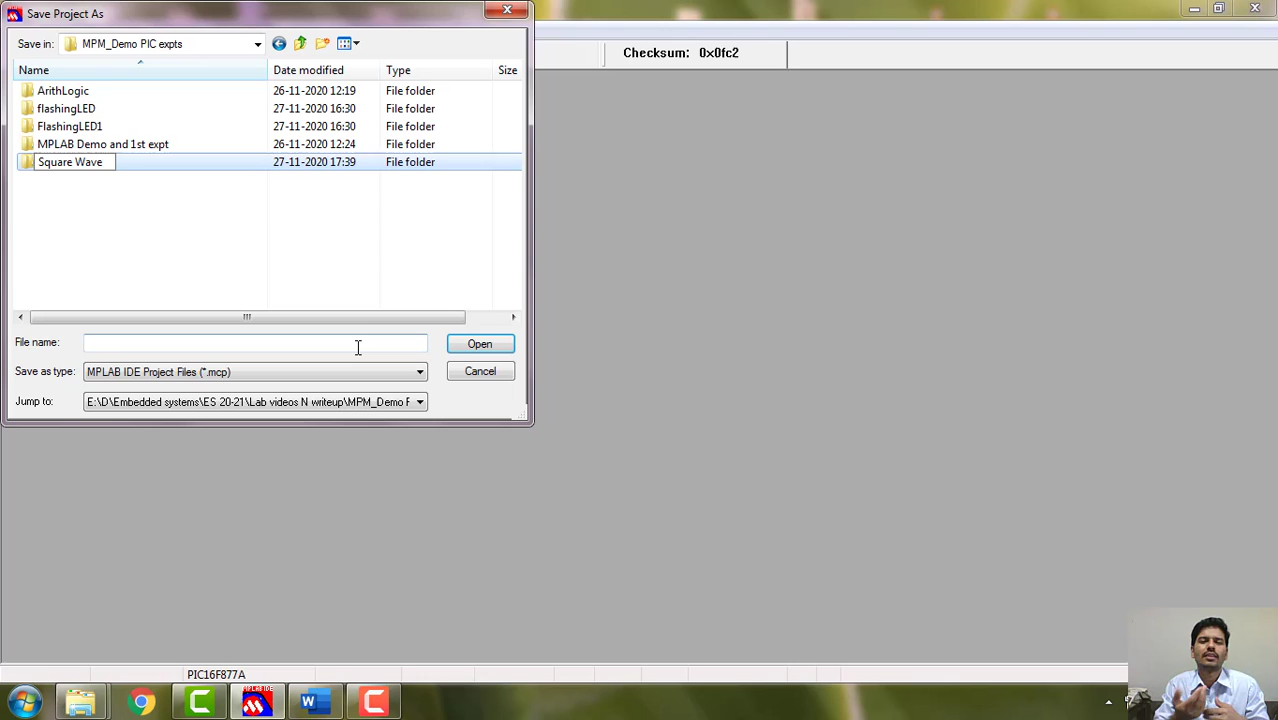 Save Project As
Save in: MPM_Demo PIC expts
Checksum: 0x0fc2
Name Date modified Type Size
ArithLogic 26-11-2020 12:19 File folder
flashingLED 27-11-2020 16:30 File folder
FlashingLED1 27-11-2020 16:30 File folder
MPLAB Demo and 1st expt 26-11-2020 12:24 File folder
Square Wave 27-11-2020 17:39 File folder
File name: Open
Save as type: MPLAB IDE Project Files (*.mcp) Cancel
Jump to: E:\D\Embedded systems\ES 20-21\Lab videos N writeup\MPM_Demo F
PIC16F877A
MPLAB IDE